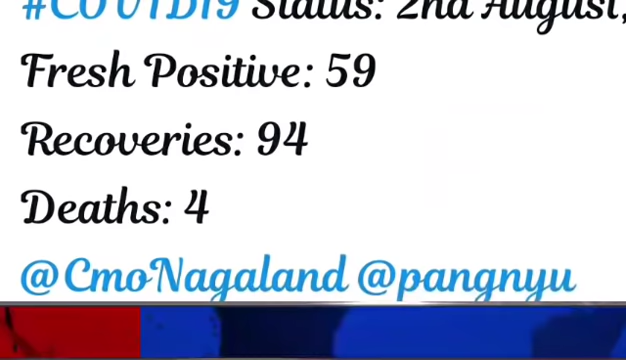 #COVID19 Status: 2nd August,
Fresh Positive: 59
Recoveries: 94
Deaths: 4
@CmoNagaland @pangnyu